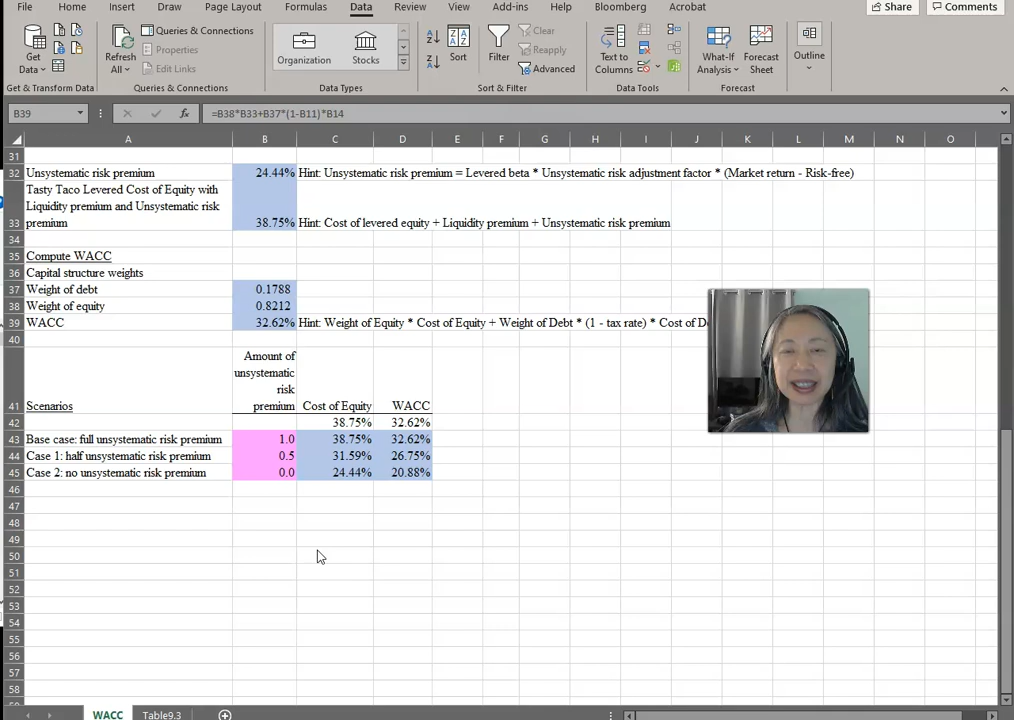 File Home Insert Draw Page Layout Formulas Data Review View Add-ins Help Bloomberg Acrobat Share Comments
Get Data
Refresh All
Queries & Connections
Properties
Edit Links
Organization
Stocks
Sort
Filter
Clear
Reapply
Advanced
Text to Columns
What-If Analysis
Forecast Sheet
Outline
Get & Transform Data Queries & Connections Data Types Sort & Filter Data Tools Forecast
B39 fx =B38*B33+B37*(1-B11)*B14
A B C D E F G H I J K L M N O
31
32 Unsystematic risk premium 24.44% Hint: Unsystematic risk premium = Levered beta * Unsystematic risk adjustment factor * (Market return - Risk-free)
Tasty Taco Levered Cost of Equity with
Liquidity premium and Unsystematic risk
33 premium 38.75% Hint: Cost of levered equity + Liquidity premium + Unsystematic risk premium
34
35 Compute WACC
36 Capital structure weights
37 Weight of debt 0.1788
38 Weight of equity 0.8212
39 WACC 32.62% Hint: Weight of Equity * Cost of Equity + Weight of Debt * (1 - tax rate) * Cost of D
40
Amount of
unsystematic
risk
41 Scenarios premium Cost of Equity WACC
42 38.75% 32.62%
43 Base case: full unsystematic risk premium 1.0 38.75% 32.62%
44 Case 1: half unsystematic risk premium 0.5 31.59% 26.75%
45 Case 2: no unsystematic risk premium 0.0 24.44% 20.88%
46
47
48
49
50
51
52
53
54
55
56
57
58
WACC Table9.3